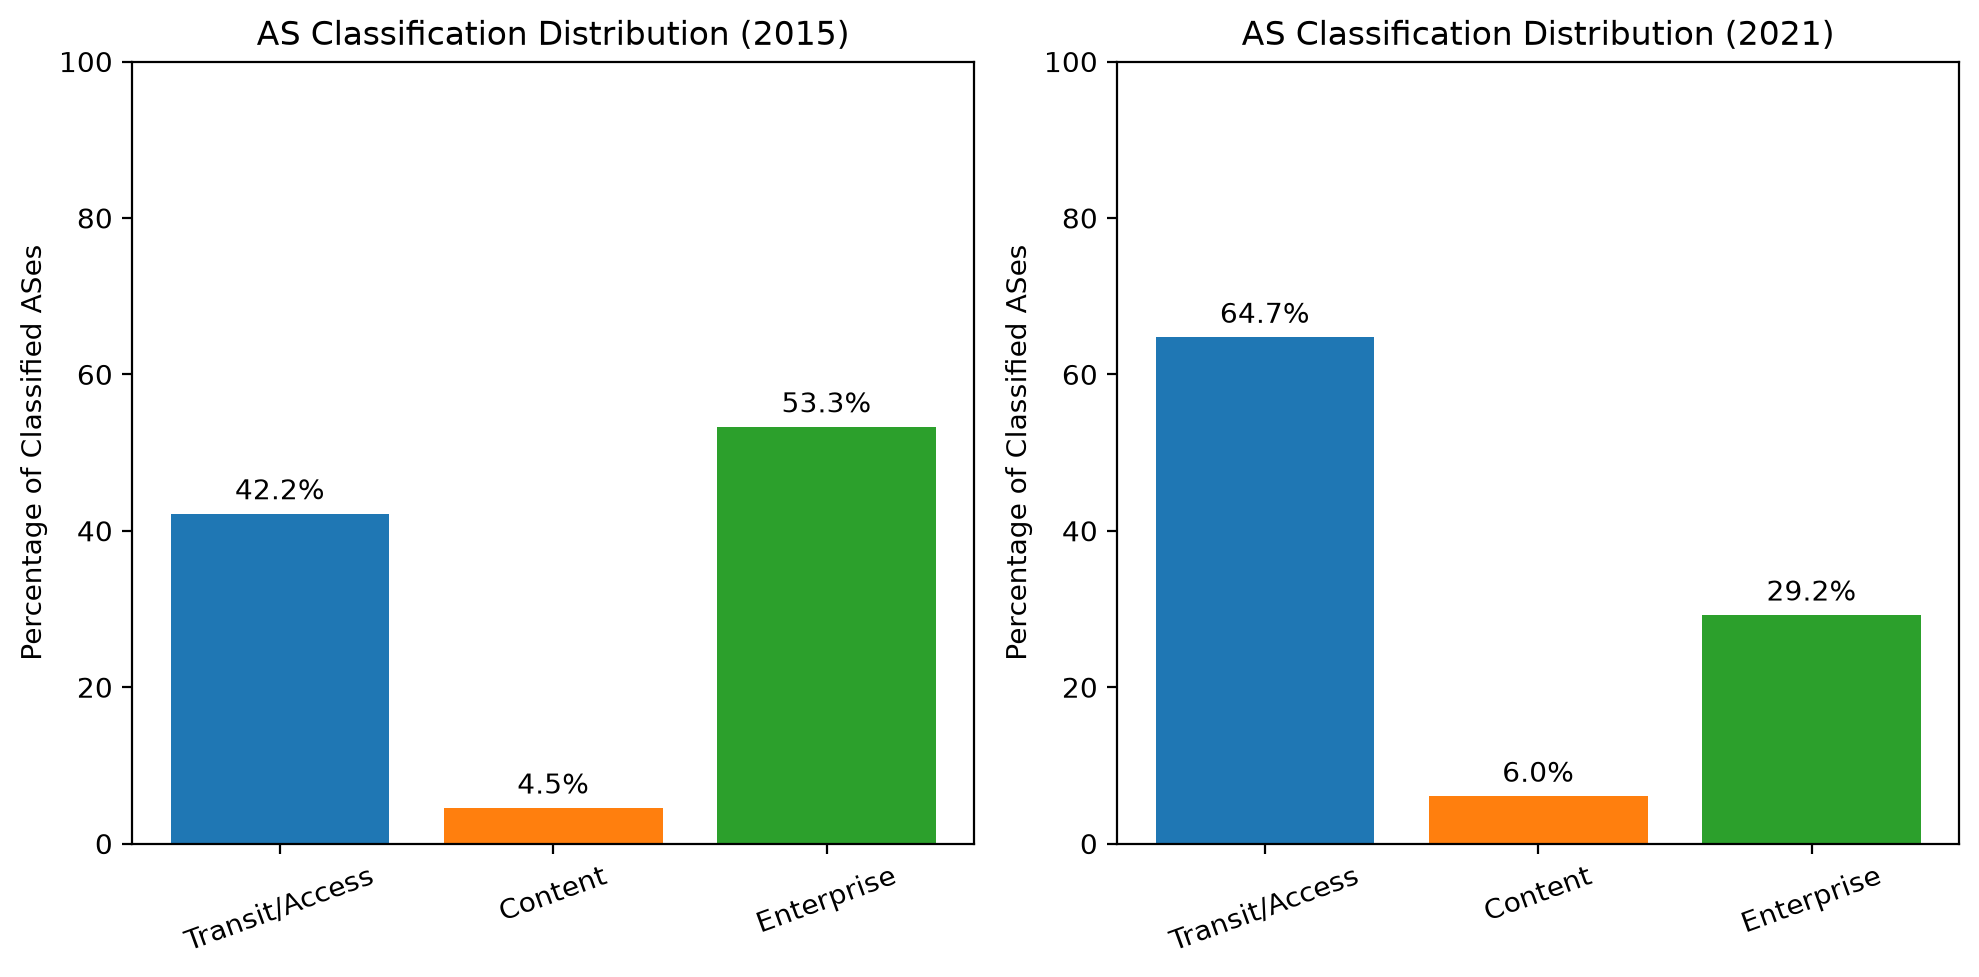 AS Classification Distribution (2015)
Percentage of Classified ASes
100
80
60
40
20
0
42.2%
4.5%
53.3%
Transit/Access
Content
Enterprise
AS Classification Distribution (2021)
Percentage of Classified ASes
100
80
60
40
20
0
64.7%
6.0%
29.2%
Transit/Access
Content
Enterprise